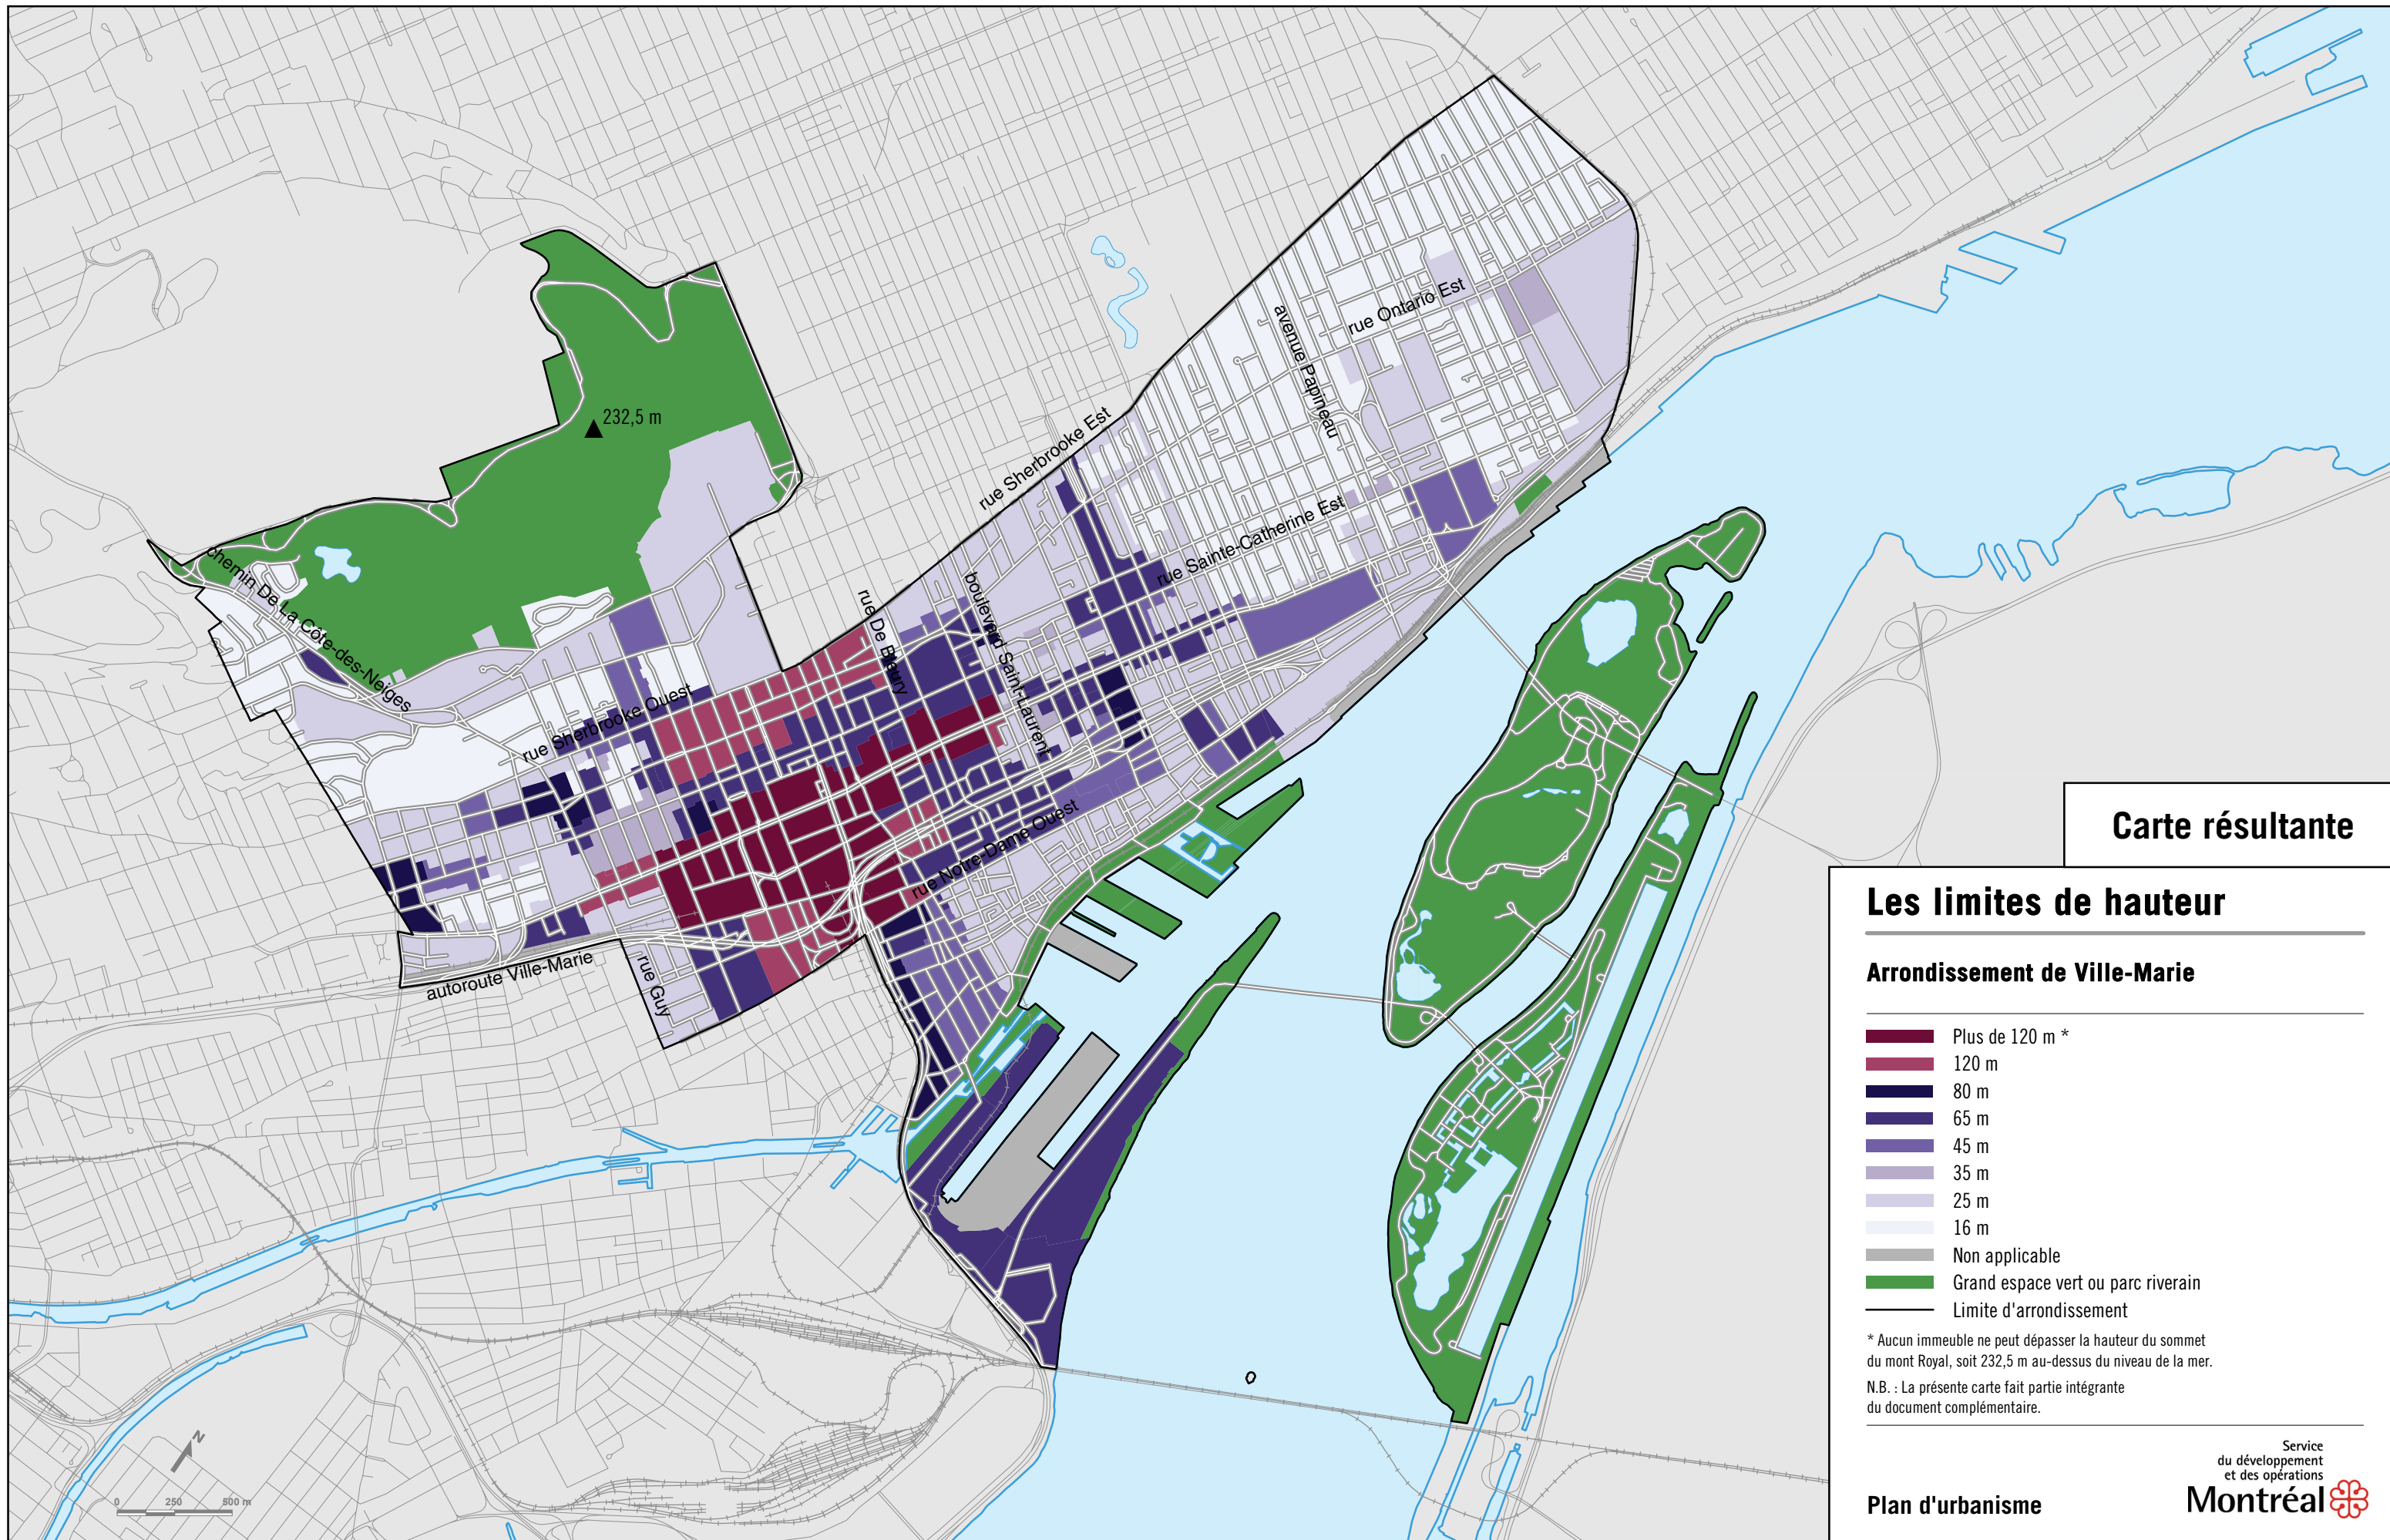 232,5 m
avenue Papineau
rue Ontario Est
rue Sherbrooke Est
rue Sainte-Catherine Est
chemin De La Côte-des-Neiges
rue De Bleury
boulevard Saint-Laurent
rue Sherbrooke Ouest
rue Notre-Dame Ouest
autoroute Ville-Marie
rue Guy
N
0 250 500 m
Carte résultante
Les limites de hauteur
Arrondissement de Ville-Marie
Plus de 120 m *
120 m
80 m
65 m
45 m
35 m
25 m
16 m
Non applicable
Grand espace vert ou parc riverain
Limite d'arrondissement
* Aucun immeuble ne peut dépasser la hauteur du sommet
du mont Royal, soit 232,5 m au-dessus du niveau de la mer.
N.B. : La présente carte fait partie intégrante
du document complémentaire.
Service
du développement
et des opérations
Montréal
Plan d'urbanisme